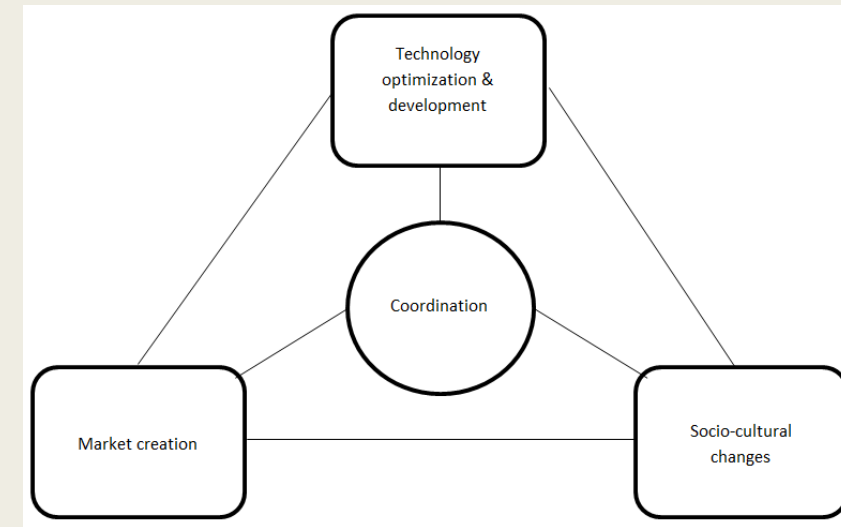 Technology
optimization &
development
Coordination
Market creation
Socio-cultural
changes